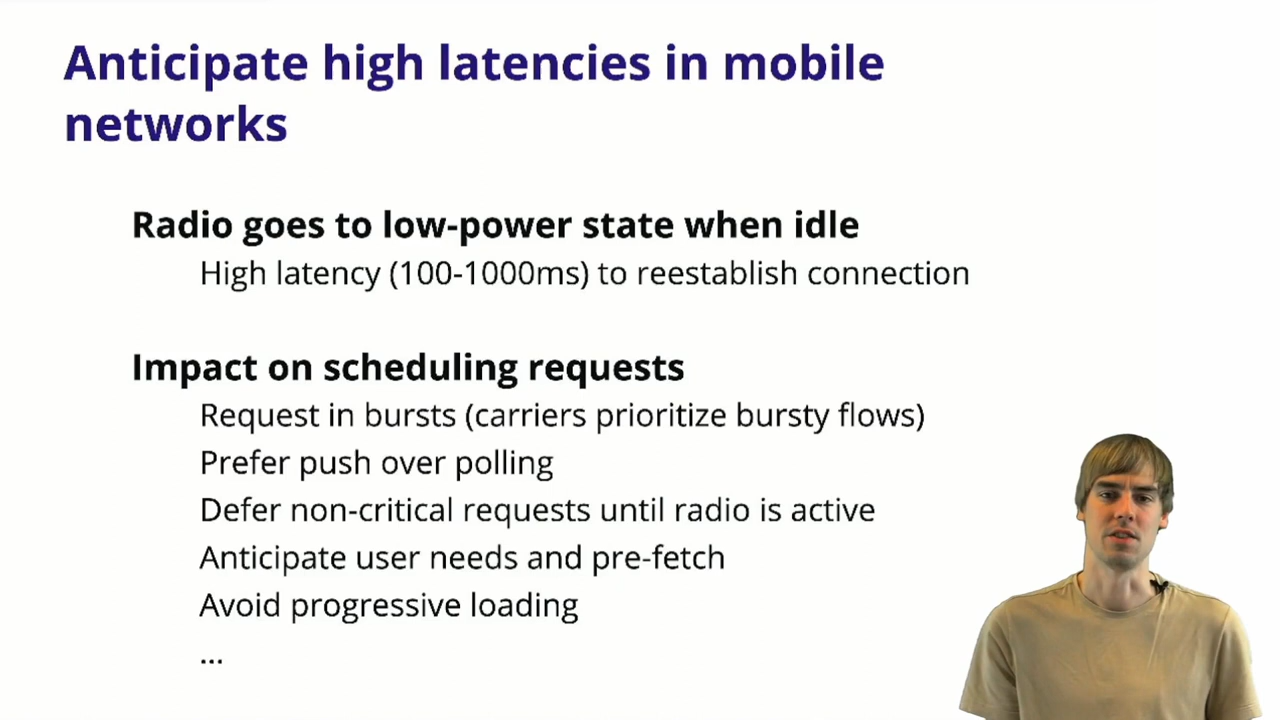 Anticipate high latencies in mobile
networks
Radio goes to low-power state when idle
High latency (100-1000ms) to reestablish connection
Impact on scheduling requests
Request in bursts (carriers prioritize bursty flows)
Prefer push over polling
Defer non-critical requests until radio is active
Anticipate user needs and pre-fetch
Avoid progressive loading
...